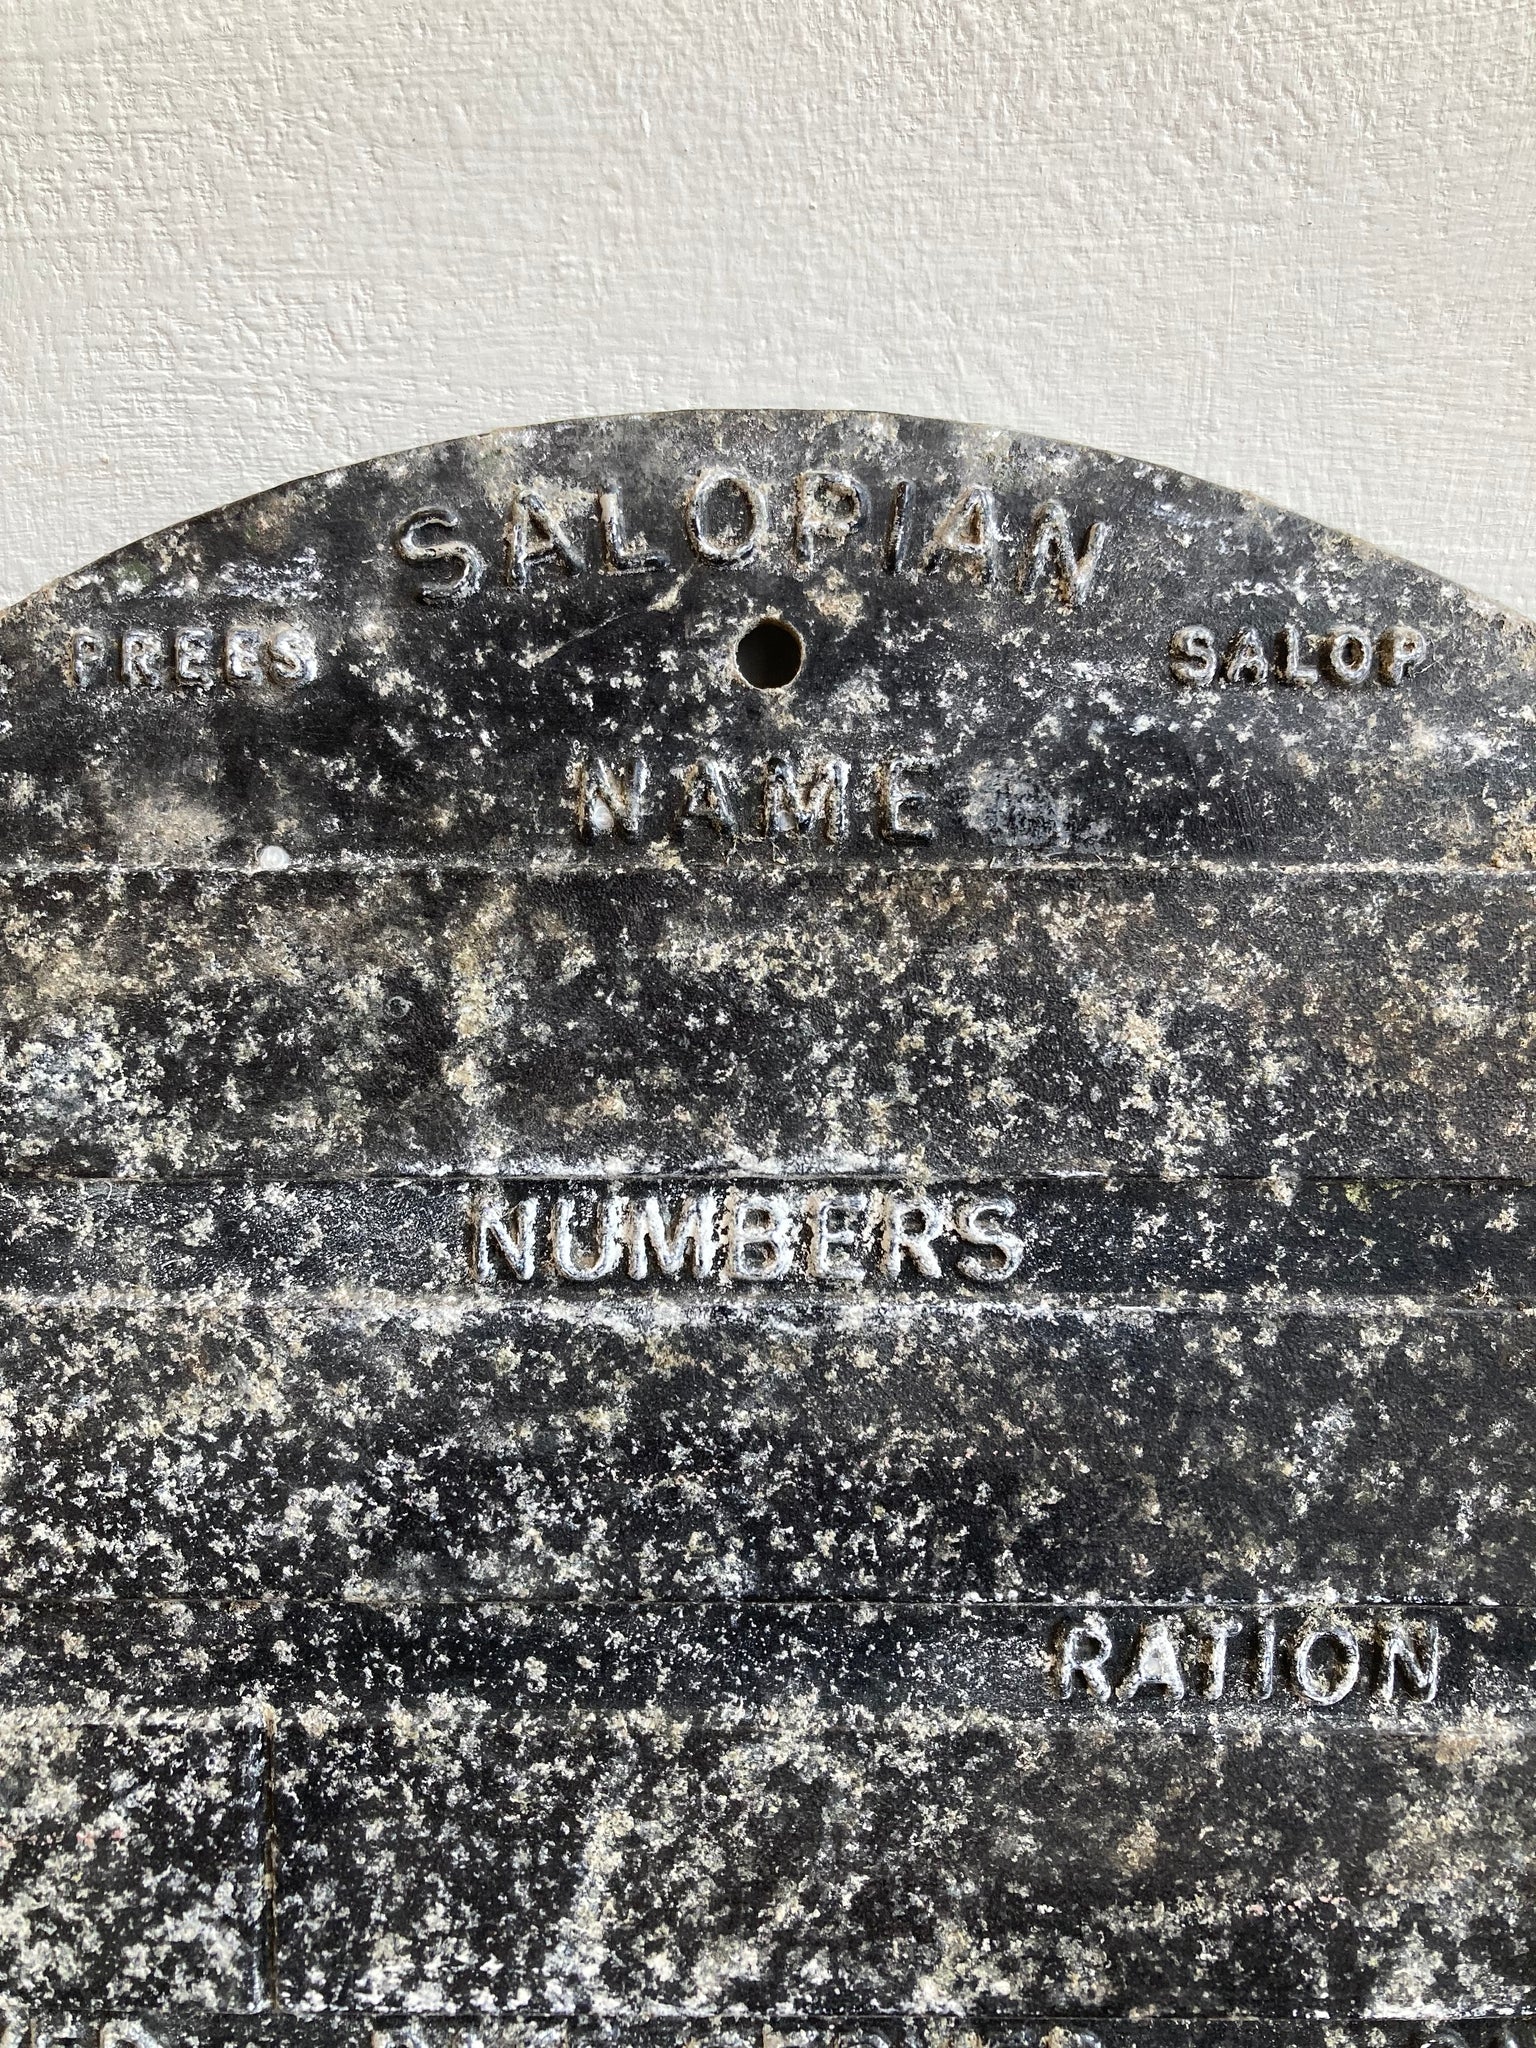 SALOPIAN
PREES SALOP
NAME
NUMBERS
RATION